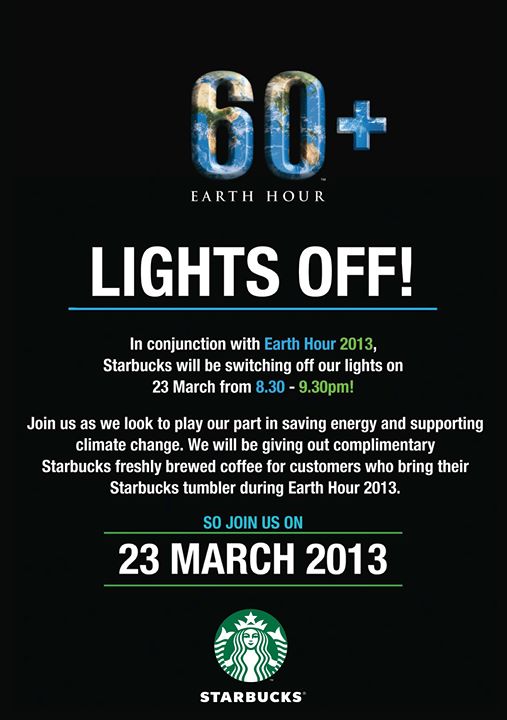 60+
™
EARTH HOUR
LIGHTS OFF!
In conjunction with Earth Hour 2013,
Starbucks will be switching off our lights on
23 March from 8.30 - 9.30pm!
Join us as we look to play our part in saving energy and supporting
climate change. We will be giving out complimentary
Starbucks freshly brewed coffee for customers who bring their
Starbucks tumbler during Earth Hour 2013.
SO JOIN US ON
23 MARCH 2013
STARBUCKS®